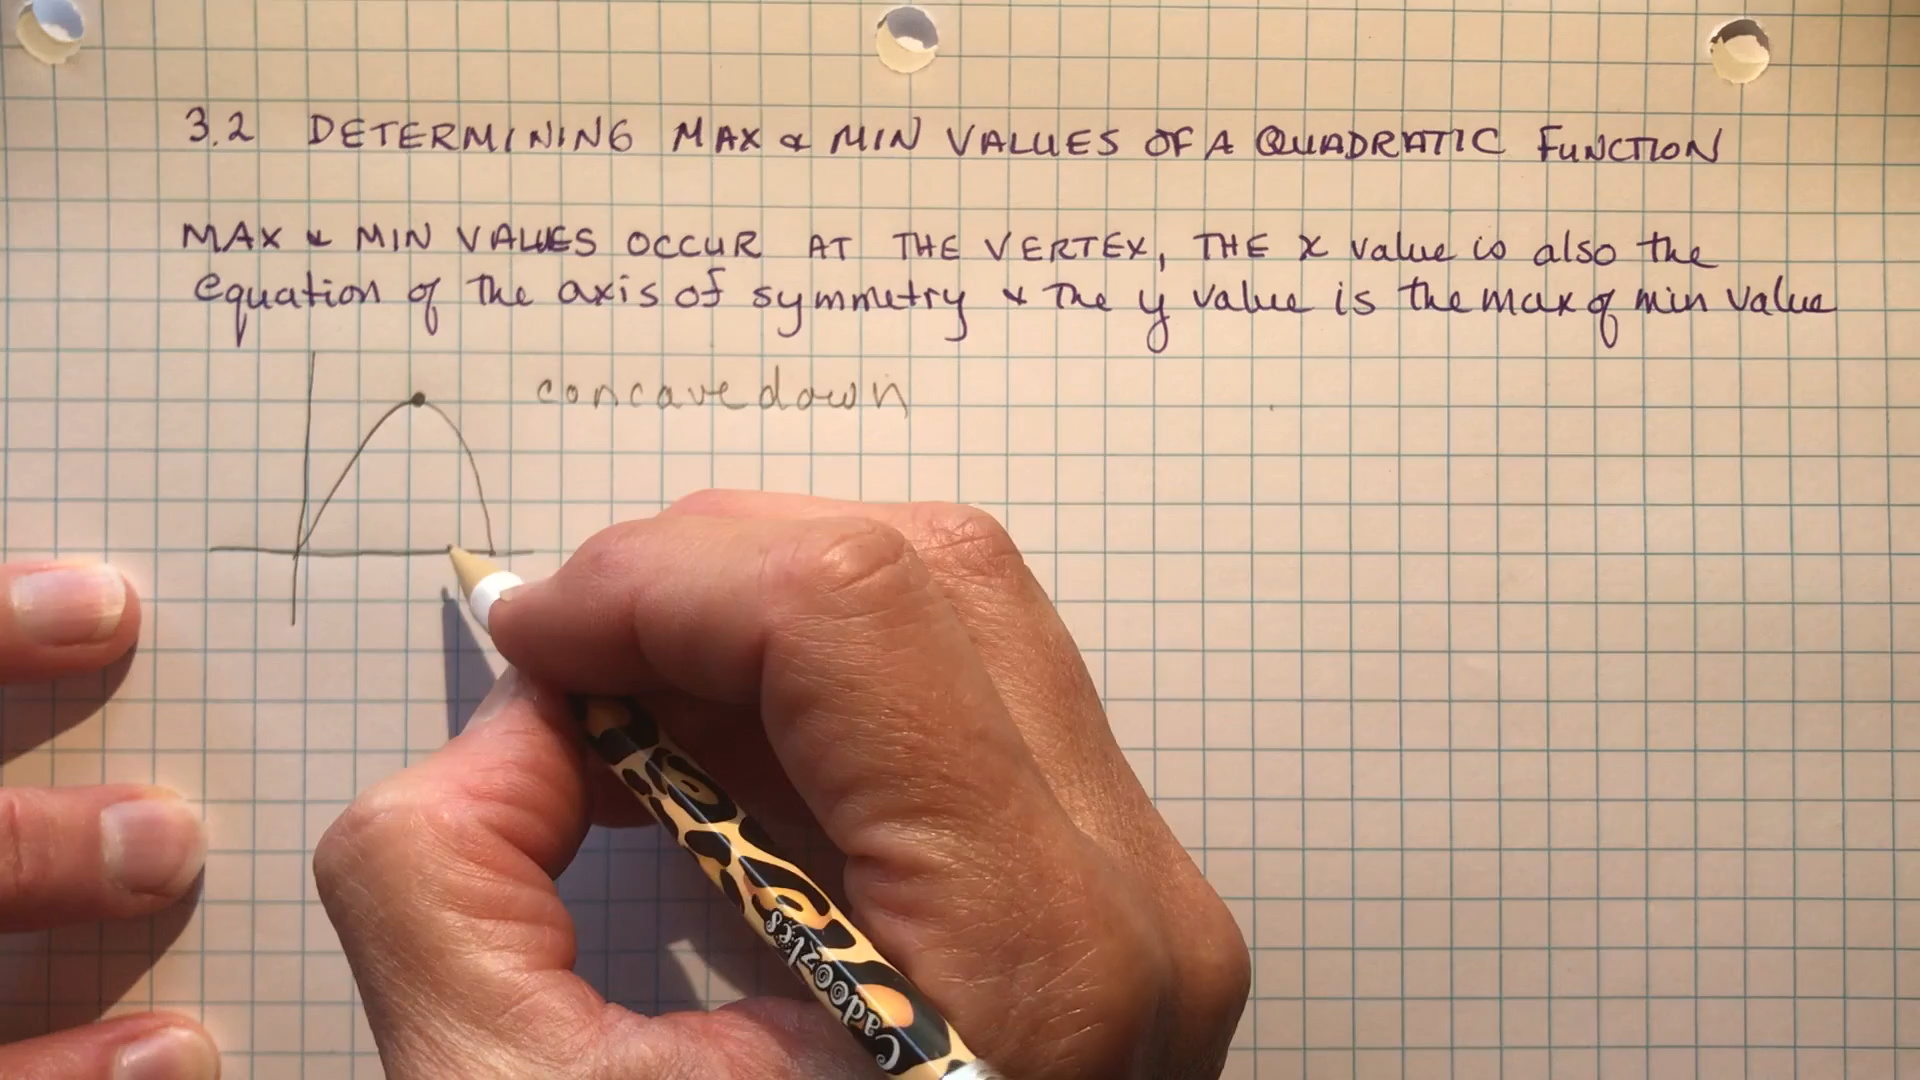 3.2 DETERMINING MAX & MIN VALUES OF A QUADRATIC FUNCTION
MAX & MIN VALUES OCCUR AT THE VERTEX, THE x value is also the
equation of the axis of symmetry & the y value is the max of min value
concave down
Cadoozles